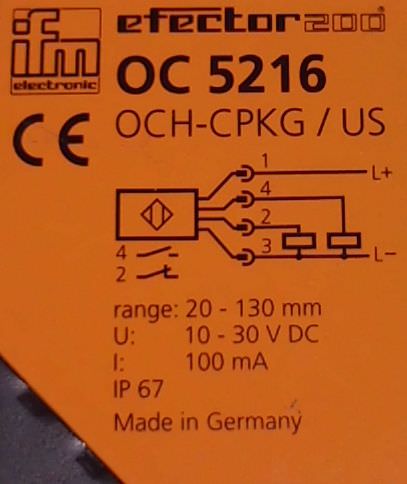 ifm electronic
efector200®
OC 5216
OCH-CPKG / US
CE
1
L+
4
2
3
L−
4
2
range: 20 - 130 mm
U: 10 - 30 V DC
I: 100 mA
IP 67
Made in Germany